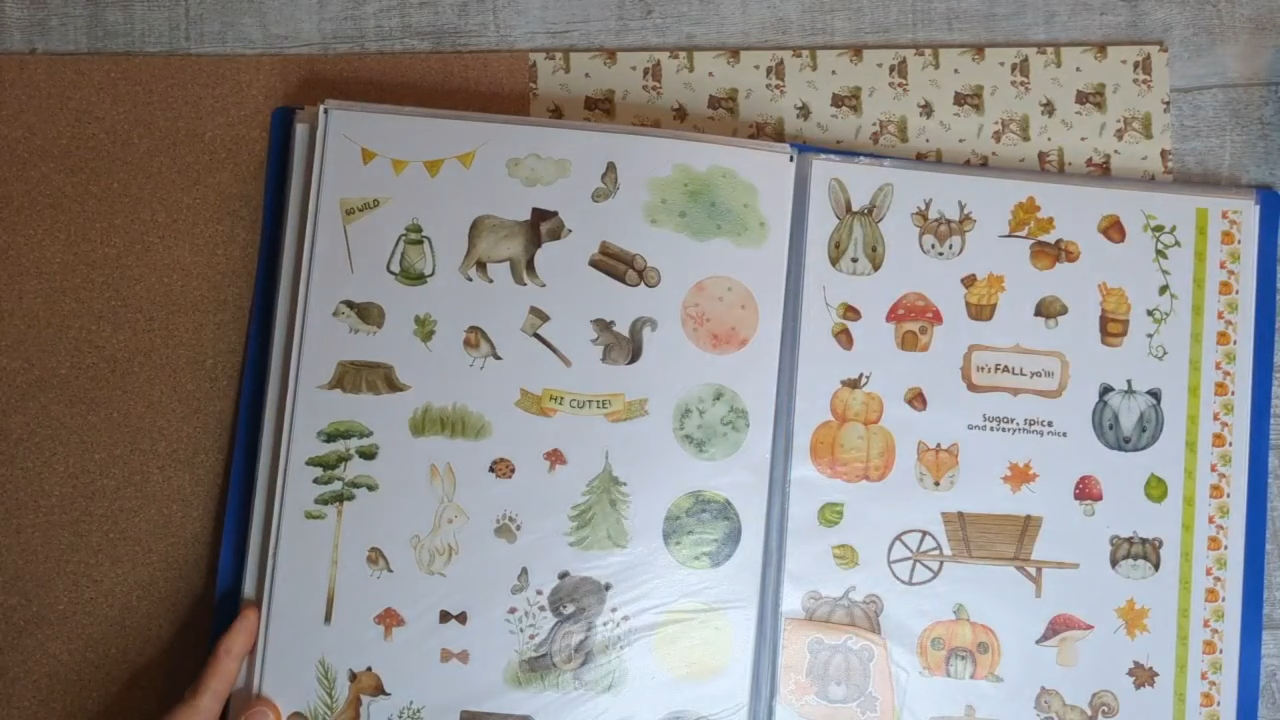 GO WILD
HI CUTIE!
It's FALL ya'll!
Sugar, spice
and everything nice